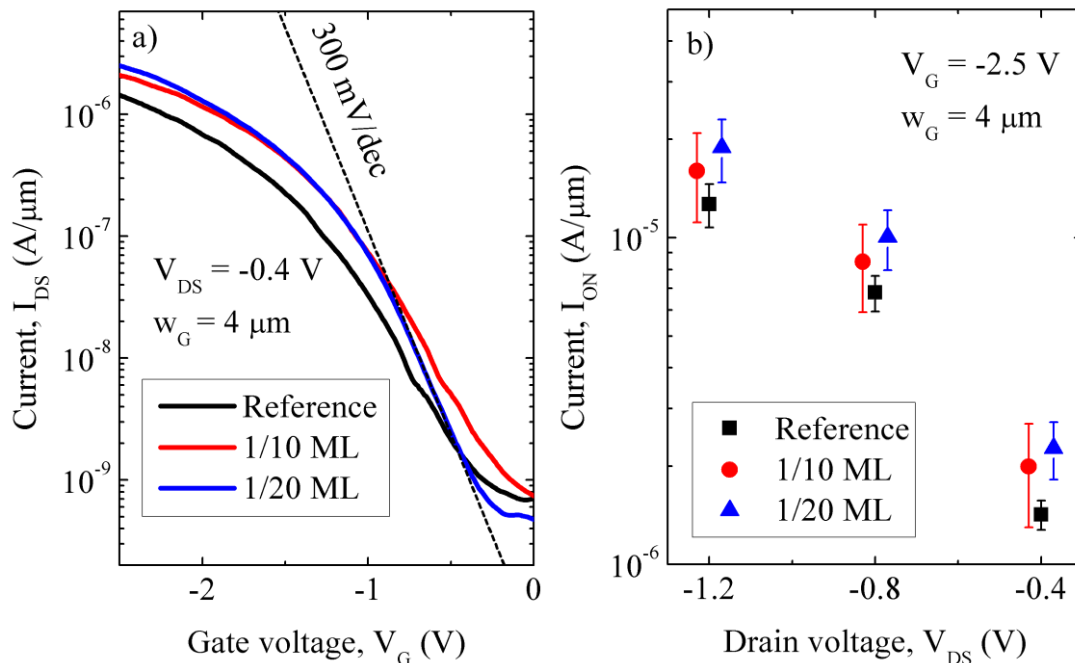 a)
300 mV/dec
V_DS = -0.4 V
w_G = 4 μm
Reference
1/10 ML
1/20 ML
10^-6
10^-7
10^-8
10^-9
-2
-1
0
Current, I_DS (A/μm)
Gate voltage, V_G (V)
b)
V_G = -2.5 V
w_G = 4 μm
Reference
1/10 ML
1/20 ML
10^-5
10^-6
-1.2
-0.8
-0.4
Current, I_ON (A/μm)
Drain voltage, V_DS (V)